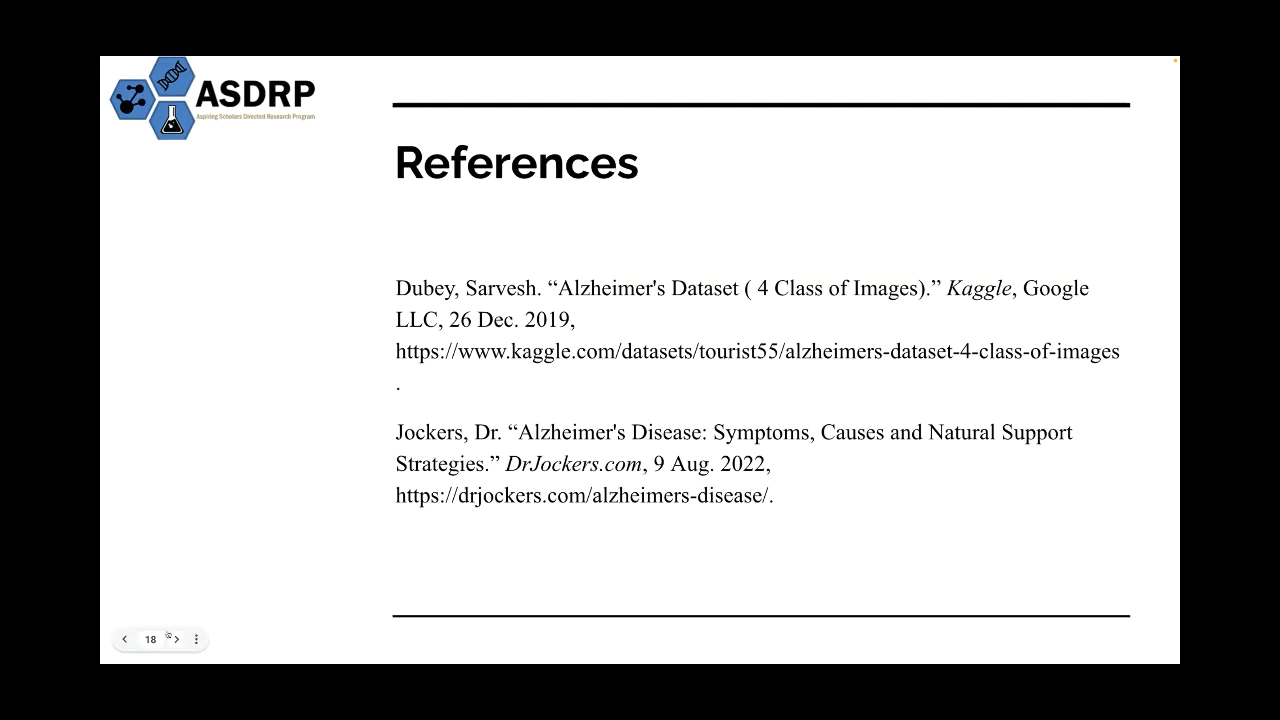 ASDRP
Aspiring Scholars Directed Research Program
References
Dubey, Sarvesh. “Alzheimer's Dataset ( 4 Class of Images).” Kaggle, Google
LLC, 26 Dec. 2019,
https://www.kaggle.com/datasets/tourist55/alzheimers-dataset-4-class-of-images
.
Jockers, Dr. “Alzheimer's Disease: Symptoms, Causes and Natural Support
Strategies.” DrJockers.com, 9 Aug. 2022,
https://drjockers.com/alzheimers-disease/.
18